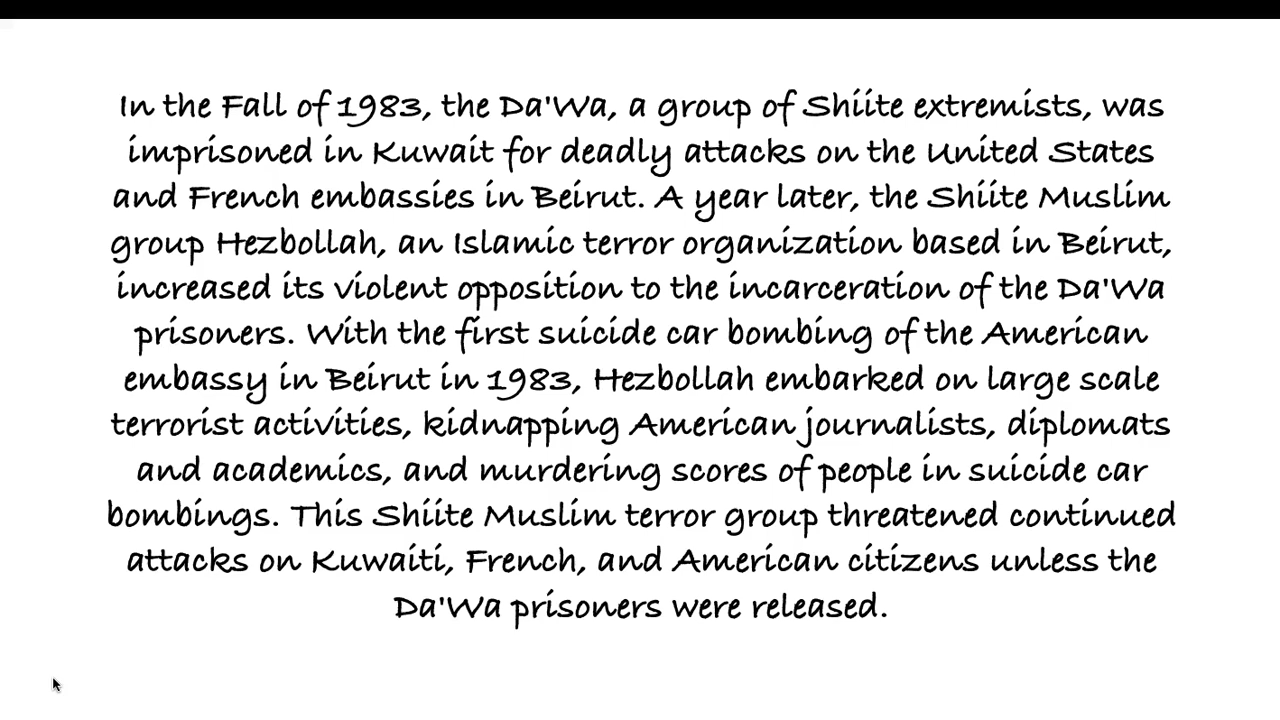 In the Fall of 1983, the Da'Wa, a group of Shiite extremists, was
imprisoned in Kuwait for deadly attacks on the United States
and French embassies in Beirut. A year later, the Shiite Muslim
group Hezbollah, an Islamic terror organization based in Beirut,
increased its violent opposition to the incarceration of the Da'Wa
prisoners. With the first suicide car bombing of the American
embassy in Beirut in 1983, Hezbollah embarked on large scale
terrorist activities, kidnapping American journalists, diplomats
and academics, and murdering scores of people in suicide car
bombings. This Shiite Muslim terror group threatened continued
attacks on Kuwaiti, French, and American citizens unless the
Da'Wa prisoners were released.